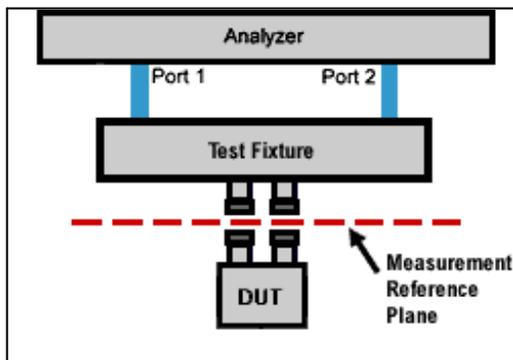 Analyzer
Port 1
Port 2
Test Fixture
DUT
Measurement
Reference
Plane